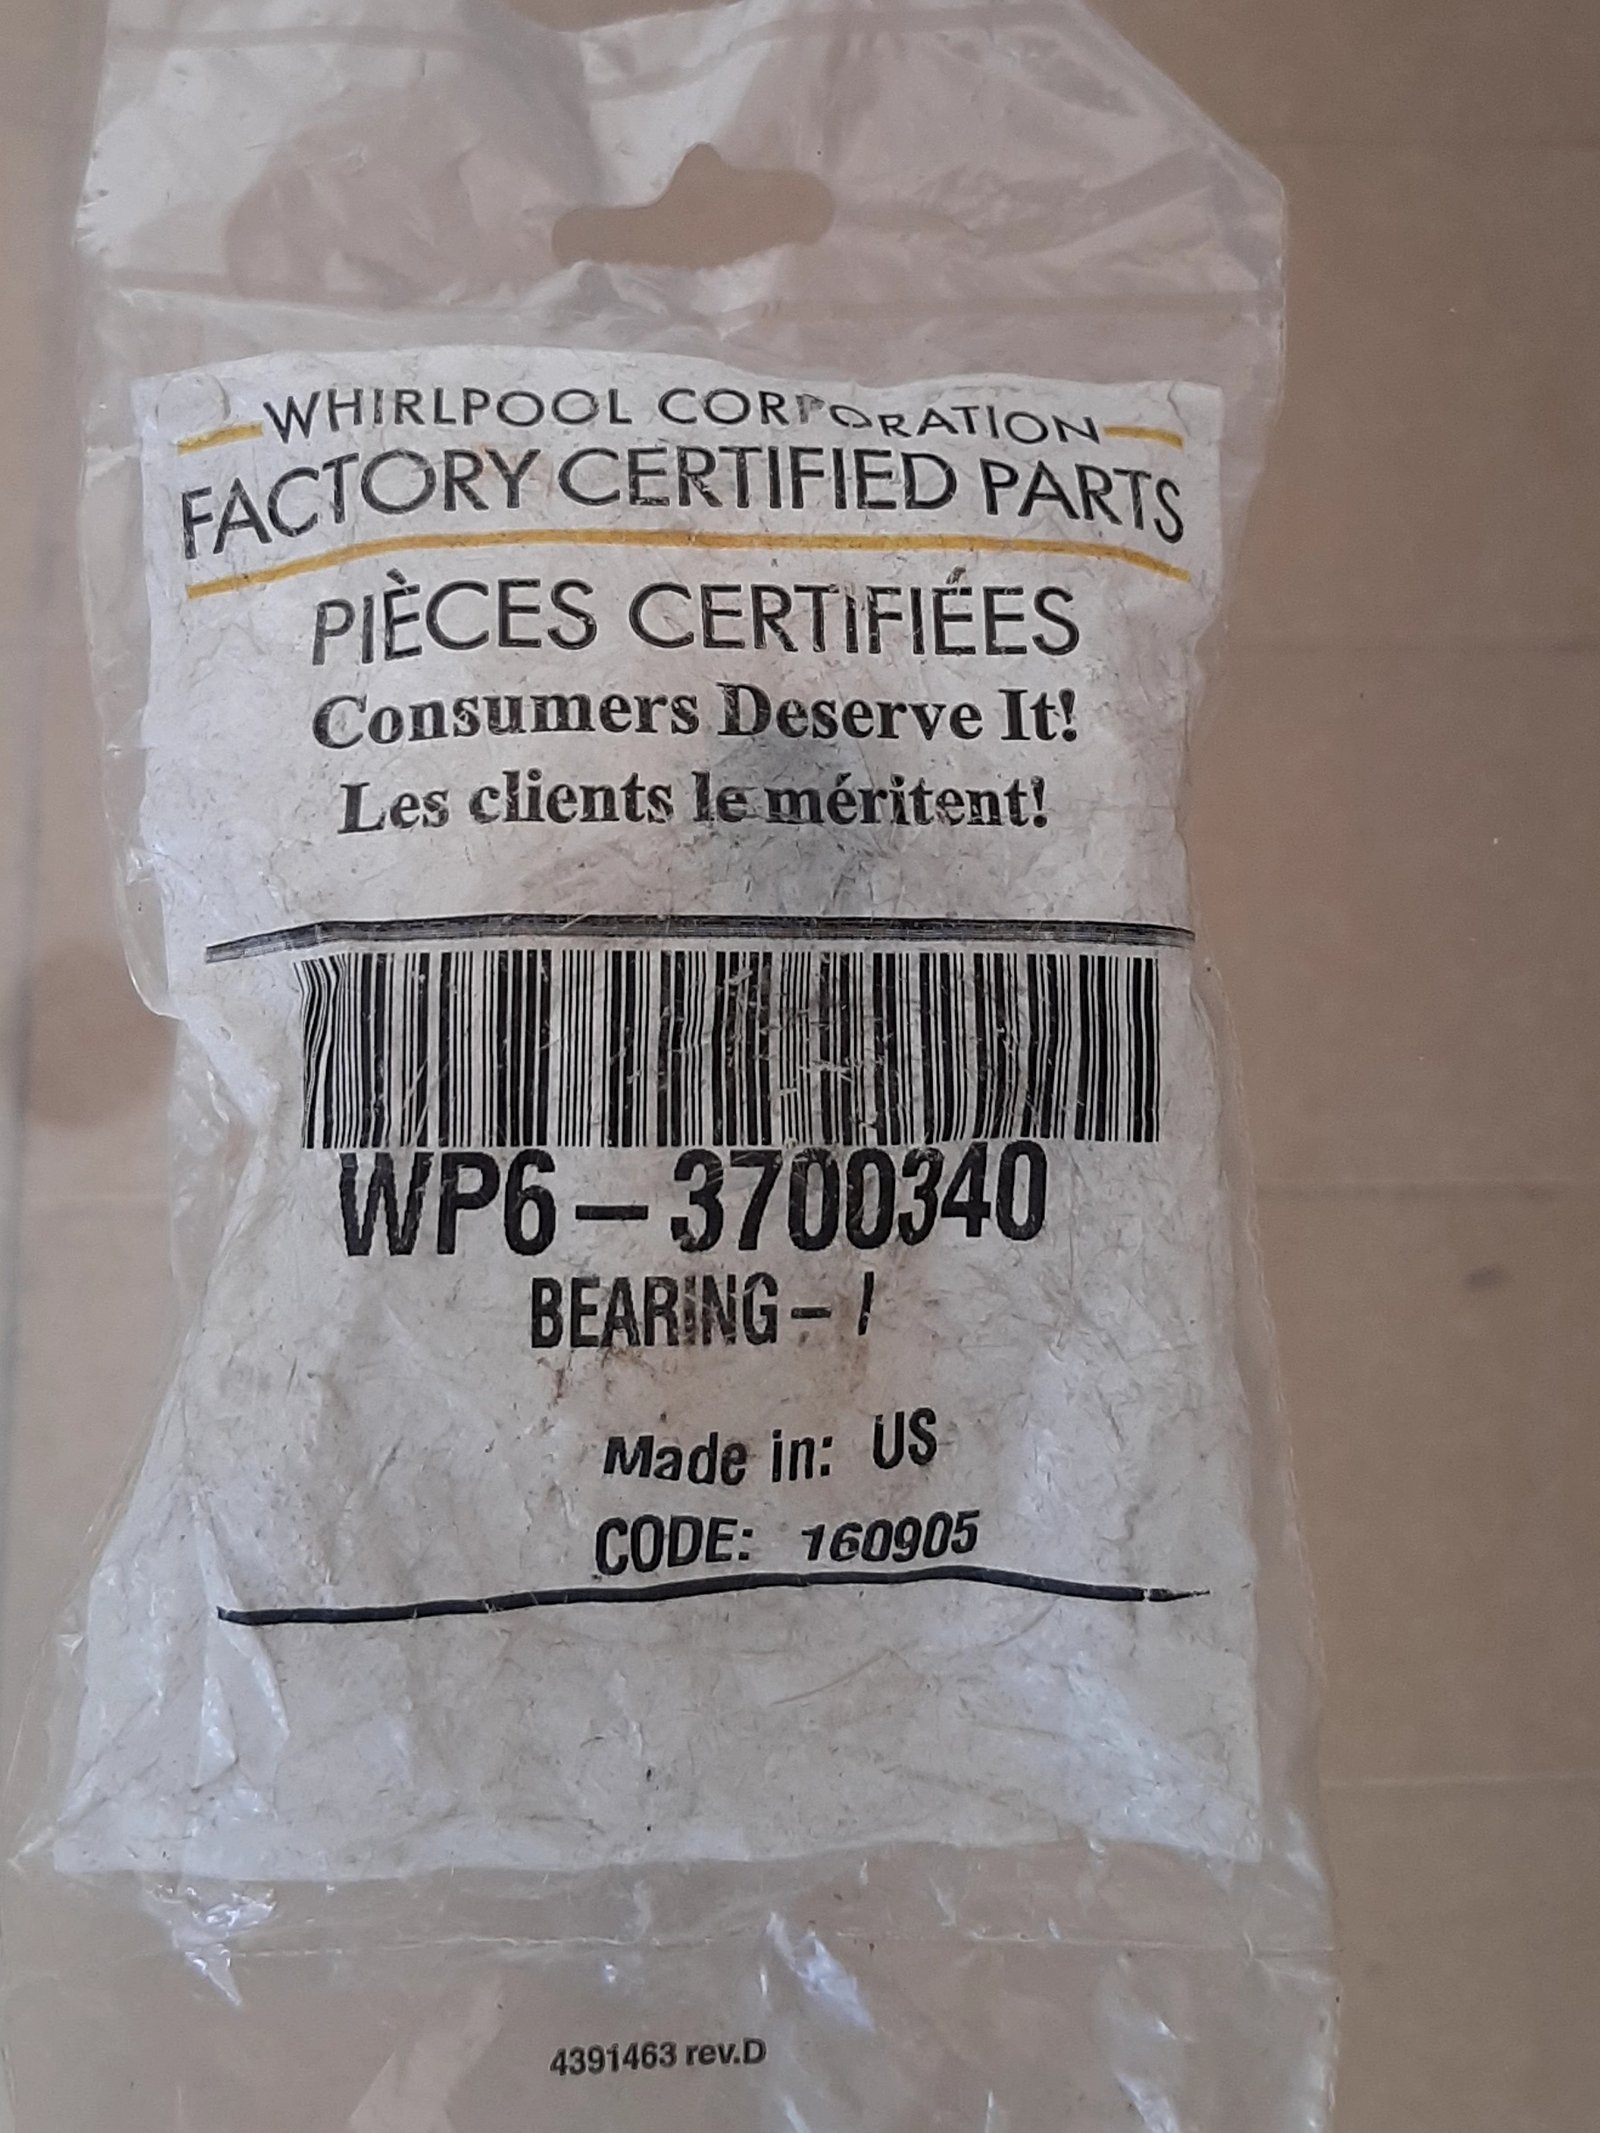 WHIRLPOOL CORPORATION
FACTORY CERTIFIED PARTS
PIÈCES CERTIFIÉES
Consumers Deserve It!
Les clients le méritent!
WP6-3700340
BEARING- I
Made in: US
CODE: 160905
4391463 rev.D